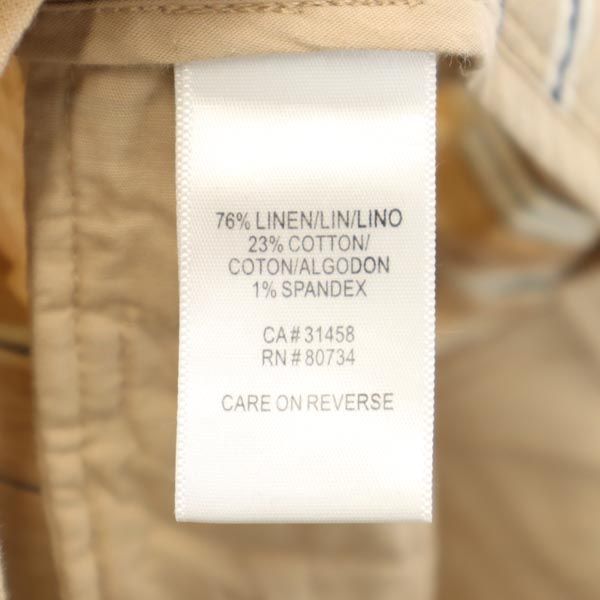 76% LINEN/LIN/LINO
23% COTTON/
COTON/ALGODON
1% SPANDEX
CA#31458
RN#80734
CARE ON REVERSE